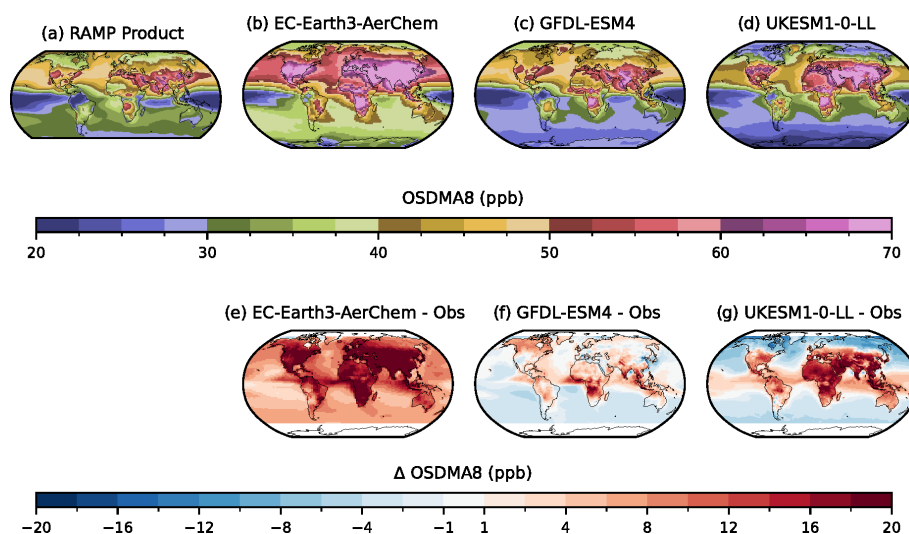 (a) RAMP Product
(b) EC-Earth3-AerChem
(c) GFDL-ESM4
(d) UKESM1-0-LL
OSDMA8 (ppb)
20 30 40 50 60 70
(e) EC-Earth3-AerChem - Obs
(f) GFDL-ESM4 - Obs
(g) UKESM1-0-LL - Obs
Δ OSDMA8 (ppb)
−20 −16 −12 −8 −4 −1 1 4 8 12 16 20